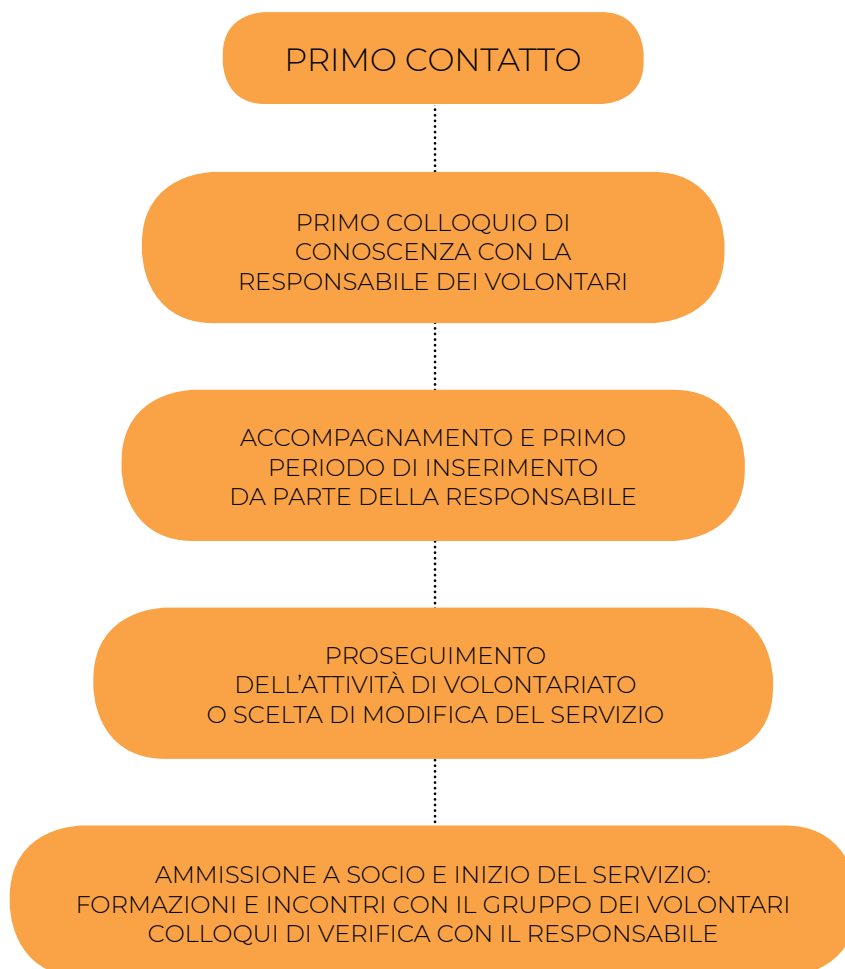 PRIMO CONTATTO
PRIMO COLLOQUIO DI
CONOSCENZA CON LA
RESPONSABILE DEI VOLONTARI
ACCOMPAGNAMENTO E PRIMO
PERIODO DI INSERIMENTO
DA PARTE DELLA RESPONSABILE
PROSEGUIMENTO
DELL’ATTIVITÀ DI VOLONTARIATO
O SCELTA DI MODIFICA DEL SERVIZIO
AMMISSIONE A SOCIO E INIZIO DEL SERVIZIO:
FORMAZIONI E INCONTRI CON IL GRUPPO DEI VOLONTARI
COLLOQUI DI VERIFICA CON IL RESPONSABILE